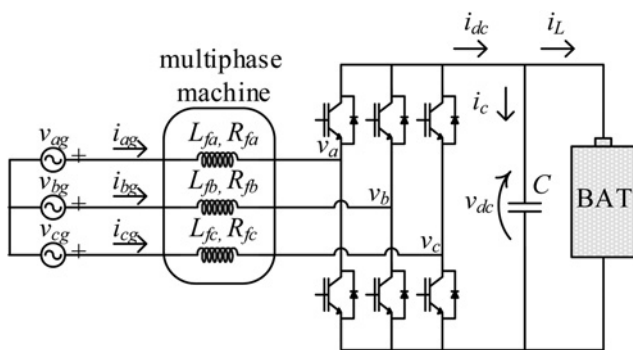 multiphase
machine
i_dc
i_L
i_c
v_ag
i_ag
L_fa, R_fa
v_a
v_bg
i_bg
L_fb, R_fb
v_b
v_cg
i_cg
L_fc, R_fc
v_c
v_dc
C
BAT
+
+
+